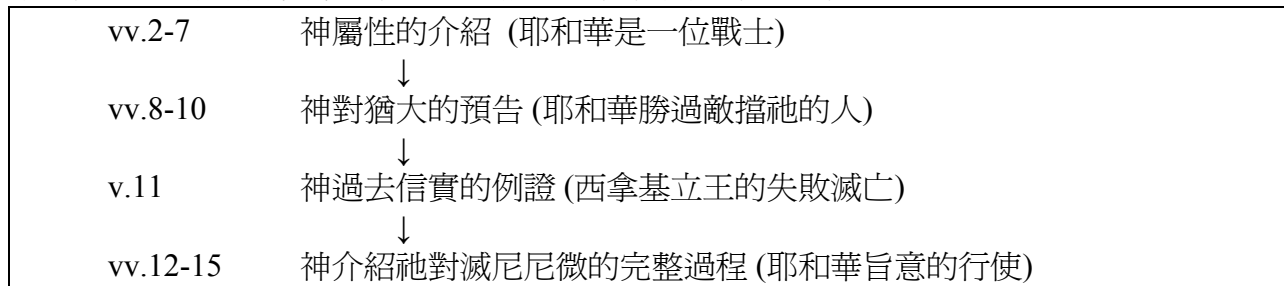 vv.2-7 神屬性的介紹 (耶和華是一位戰士)
↓
vv.8-10 神對猶大的預告 (耶和華勝過敵擋祂的人)
↓
v.11 神過去信實的例證 (西拿基立王的失敗滅亡)
↓
vv.12-15 神介紹祂對滅尼尼微的完整過程 (耶和華旨意的行使)